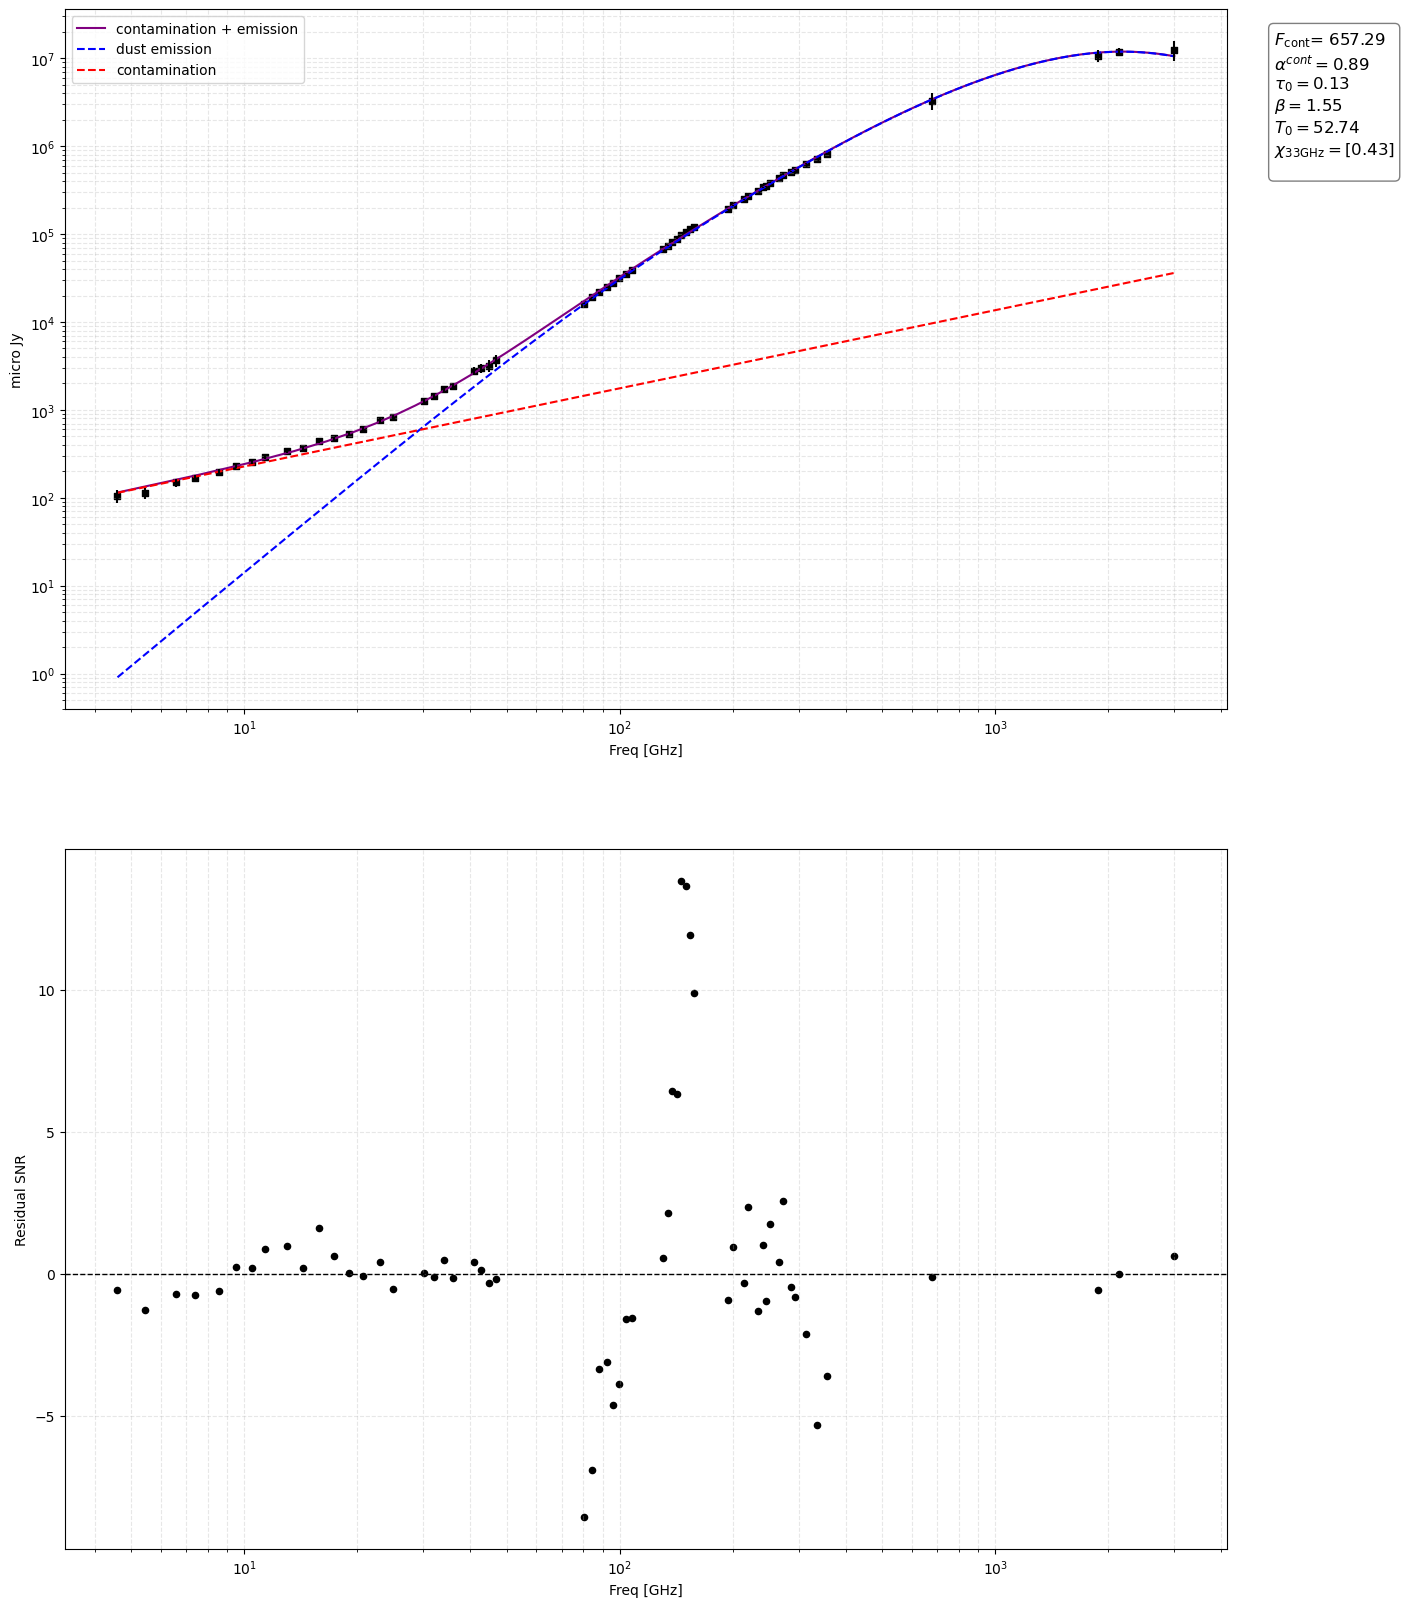 contamination + emission
dust emission
contamination
F_cont= 657.29
α^cont = 0.89
τ_0 = 0.13
β = 1.55
T_0 = 52.74
χ_33GHz = [0.43]
micro Jy
10^7
10^6
10^5
10^4
10^3
10^2
10^1
10^0
10^1 10^2 10^3
Freq [GHz]
Residual SNR
10
5
0
−5
10^1 10^2 10^3
Freq [GHz]